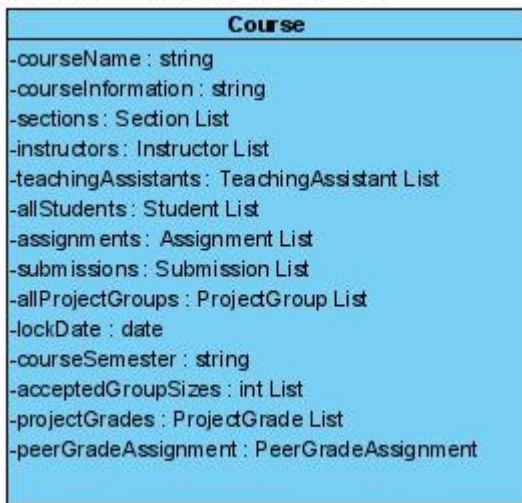 Course
-courseName : string
-courseInformation : string
-sections : Section List
-instructors : Instructor List
-teachingAssistants : TeachingAssistant List
-allStudents : Student List
-assignments : Assignment List
-submissions : Submission List
-allProjectGroups : ProjectGroup List
-lockDate : date
-courseSemester : string
-acceptedGroupSizes : int List
-projectGrades : ProjectGrade List
-peerGradeAssignment : PeerGradeAssignment